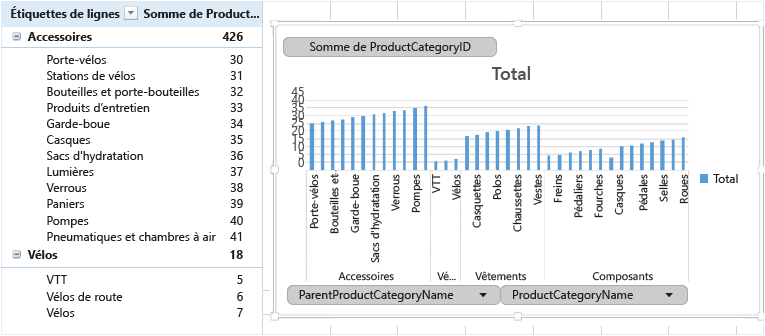 Étiquettes de lignes Somme de Product...
Accessoires 426
Porte-vélos 30
Stations de vélos 31
Bouteilles et porte-bouteilles 32
Produits d'entretien 33
Garde-boue 34
Casques 35
Sacs d'hydratation 36
Lumières 37
Verrous 38
Paniers 39
Pompes 40
Pneumatiques et chambres à air 41
Vélos 18
VTT 5
Vélos de route 6
Vélos 7
Somme de ProductCategoryID
Total
45
40
35
30
25
20
15
10
5
0
Porte-vélos
Bouteilles et
Garde-boue
Sacs d'hydratation
Verrous
Pompes
VTT
Vélos
Casquettes
Polos
Chaussettes
Vestes
Freins
Pédaliers
Fourches
Casques
Pédales
Selles
Roues
Accessoires
Vé...
Vêtements
Composants
Total
ParentProductCategoryName
ProductCategoryName